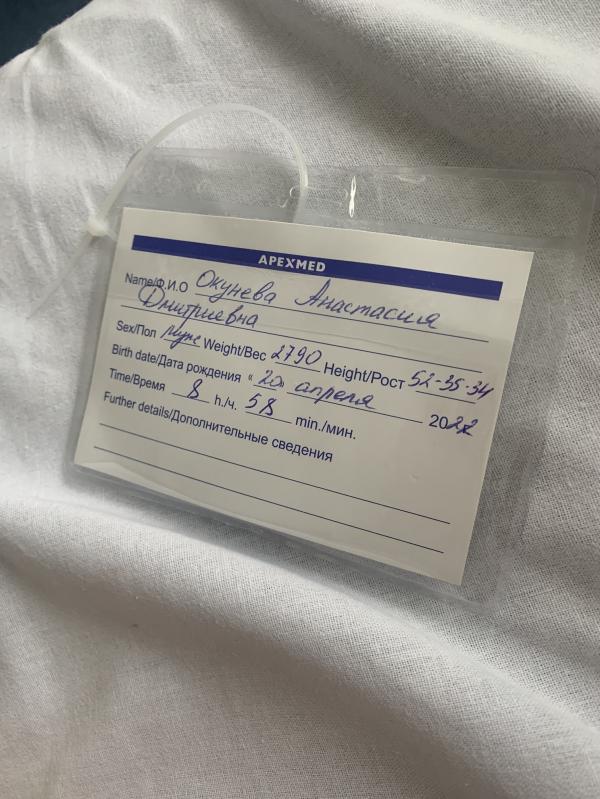 APEXMED
Name/Ф.И.О Окунева Анастасия
Дмитриевна
Sex/Пол муж Weight/Вес 2790 Height/Рост 52-35-34
Birth date/Дата рождения « 20 » апреля 2022
Time/Время 8 h./ч. 58 min./мин.
Further details/Дополнительные сведения